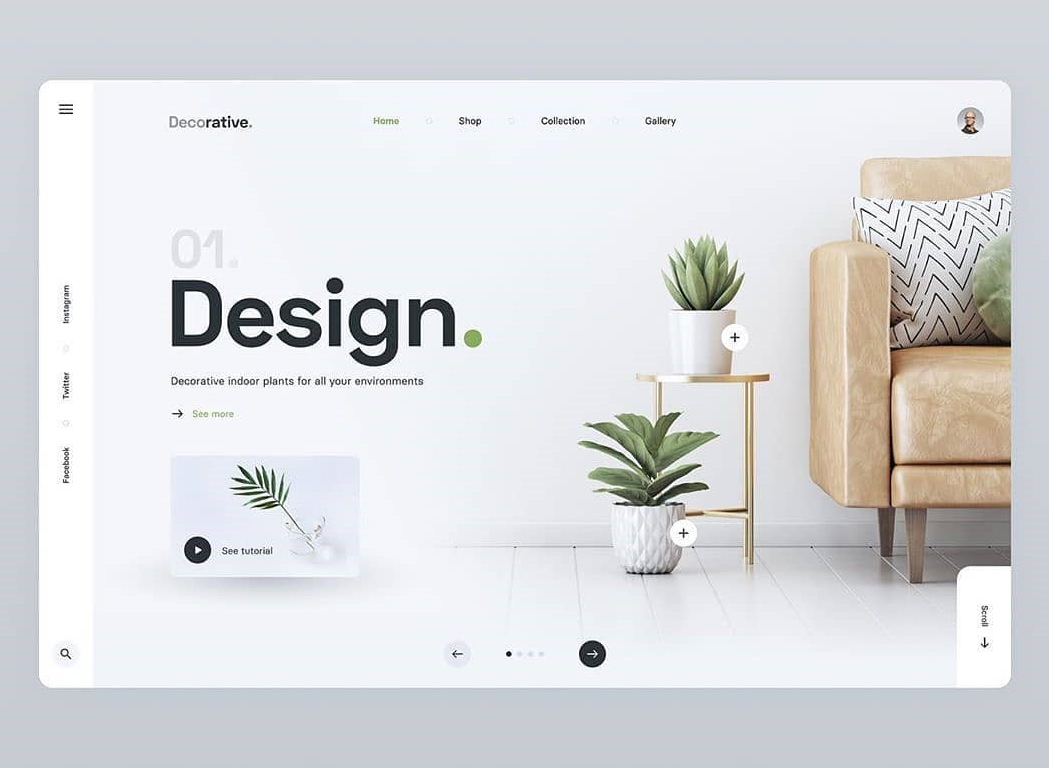 Decorative.
Home
Shop
Collection
Gallery
Instagram
Twitter
Facebook
01.
Design.
Decorative indoor plants for all your environments
See more
See tutorial
Scroll